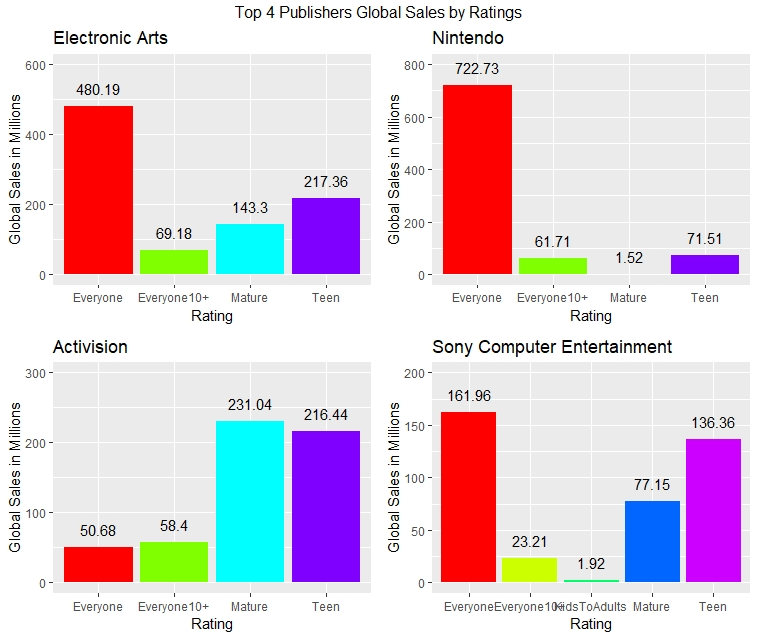 Top 4 Publishers Global Sales by Ratings
Electronic Arts
Global Sales in Millions
600
400
200
0
480.19
69.18
143.3
217.36
Everyone Everyone10+ Mature Teen
Rating
Nintendo
Global Sales in Millions
800
600
400
200
0
722.73
61.71
1.52
71.51
Everyone Everyone10+ Mature Teen
Rating
Activision
Global Sales in Millions
300
200
100
0
50.68
58.4
231.04
216.44
Everyone Everyone10+ Mature Teen
Rating
Sony Computer Entertainment
Global Sales in Millions
200
150
100
50
0
161.96
23.21
1.92
77.15
136.36
Everyone Everyone10+ KidsToAdults Mature Teen
Rating